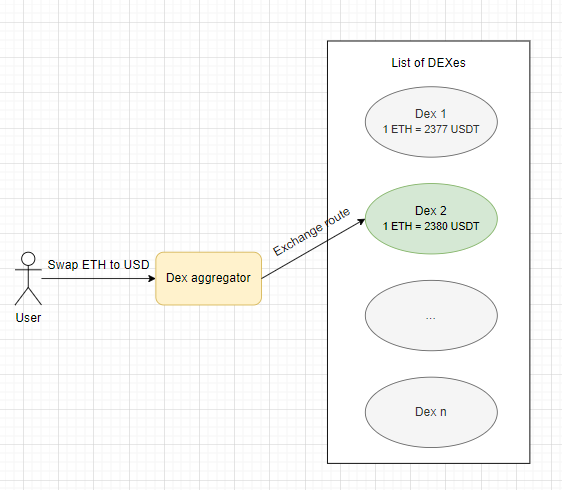 List of DEXes
Dex 1
1 ETH = 2377 USDT
Exchange route
Dex 2
1 ETH = 2380 USDT
Swap ETH to USD
Dex aggregator
User
...
Dex n